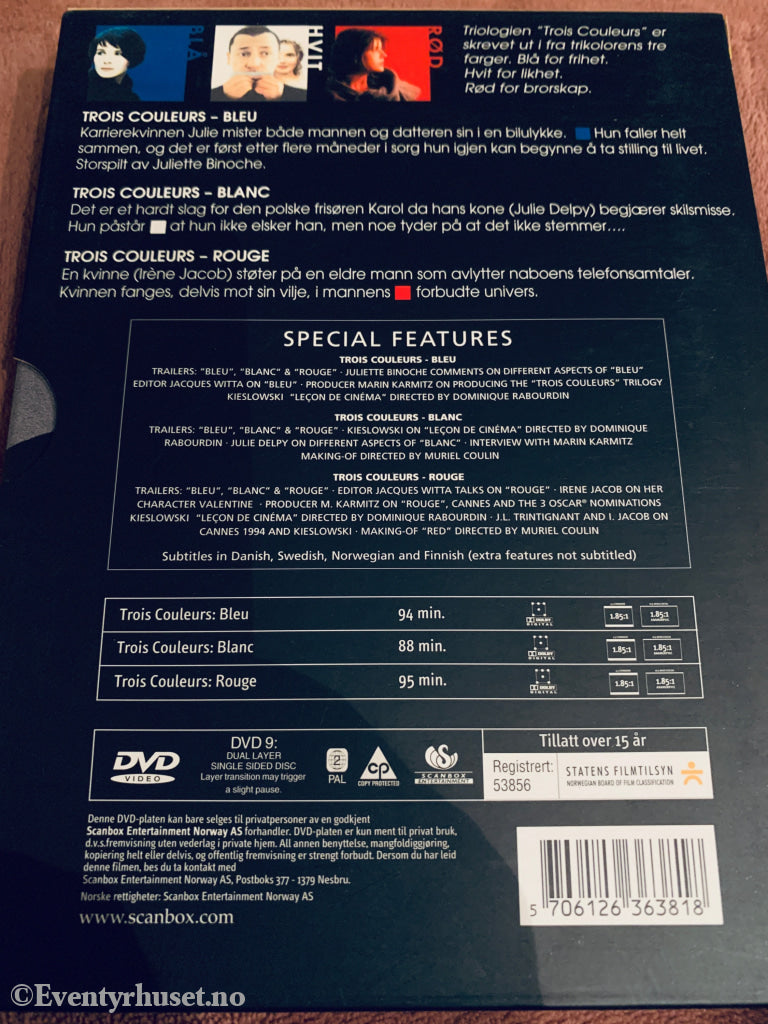 BLÅ
HVIT
RØD
Triologien "Trois Couleurs" er
skrevet ut i fra trikolorens tre
farger. Blå for frihet.
Hvit for likhet.
Rød for brorskap.
TROIS COULEURS – BLEU
Karrierekvinnen Julie mister både mannen og datteren sin i en bilulykke. Hun faller helt
sammen, og det er først etter flere måneder i sorg hun igjen kan begynne å ta stilling til livet.
Storspilt av Juliette Binoche.
TROIS COULEURS – BLANC
Det er et hardt slag for den polske frisøren Karol da hans kone (Julie Delpy) begjærer skilsmisse.
Hun påstår at hun ikke elsker han, men noe tyder på at det ikke stemmer....
TROIS COULEURS – ROUGE
En kvinne (Irène Jacob) støter på en eldre mann som avlytter naboens telefonsamtaler.
Kvinnen fanges, delvis mot sin vilje, i mannens forbudte univers.
SPECIAL FEATURES
TROIS COULEURS - BLEU
TRAILERS: "BLEU", "BLANC" & "ROUGE" · JULIETTE BINOCHE COMMENTS ON DIFFERENT ASPECTS OF "BLEU"
EDITOR JACQUES WITTA ON "BLEU" · PRODUCER MARIN KARMITZ ON PRODUCING THE "TROIS COULEURS" TRILOGY
KIESLOWSKI "LEÇON DE CINÉMA" DIRECTED BY DOMINIQUE RABOURDIN
TROIS COULEURS - BLANC
TRAILERS: "BLEU", "BLANC" & "ROUGE" · KIESLOWSKI ON "LEÇON DE CINÉMA" DIRECTED BY DOMINIQUE
RABOURDIN · JULIE DELPY ON DIFFERENT ASPECTS OF "BLANC" · INTERVIEW WITH MARIN KARMITZ
MAKING-OF DIRECTED BY MURIEL COULIN
TROIS COULEURS - ROUGE
TRAILERS: "BLEU", "BLANC" & "ROUGE" · EDITOR JACQUES WITTA TALKS ON "ROUGE" · IRENE JACOB ON HER
CHARACTER VALENTINE · PRODUCER M. KARMITZ ON "ROUGE", CANNES AND THE 3 OSCAR® NOMINATIONS
KIESLOWSKI "LEÇON DE CINÉMA" DIRECTED BY DOMINIQUE RABOURDIN · J.L. TRINTIGNANT AND I. JACOB ON
CANNES 1994 AND KIESLOWSKI · MAKING-OF "RED" DIRECTED BY MURIEL COULIN
Subtitles in Danish, Swedish, Norwegian and Finnish (extra features not subtitled)
Trois Couleurs: Bleu 94 min. DOLBY DIGITAL 1.85:1 1.85:1
Trois Couleurs: Blanc 88 min. DOLBY DIGITAL 1.85:1 1.85:1
Trois Couleurs: Rouge 95 min. DOLBY DIGITAL 1.85:1 1.85:1
DVD VIDEO
DVD 9:
DUAL LAYER
SINGLE SIDED DISC
Layer transition may trigger
a slight pause.
2
PAL
CP
COPY PROTECTED
SCANBOX
ENTERTAINMENT
Tillatt over 15 år
Registrert:
53856
STATENS FILMTILSYN
NORWEGIAN BOARD OF FILM CLASSIFICATION
Denne DVD-platen kan bare selges til privatpersoner av en godkjent
Scanbox Entertainment Norway AS forhandler. DVD-platen er kun ment til privat bruk,
d.v.s.fremvisning uten vederlag i private hjem. All annen benyttelse, mangfoldiggjøring,
kopiering helt eller delvis, og offentlig fremvisning er strengt forbudt. Dersom du har leid
denne filmen, bes du ta kontakt med
Scanbox Entertainment Norway AS, Postboks 377 - 1379 Nesbru.
Norske rettigheter: Scanbox Entertainment Norway AS
www.scanbox.com
5 706126 363818
©Eventyrhuset.no